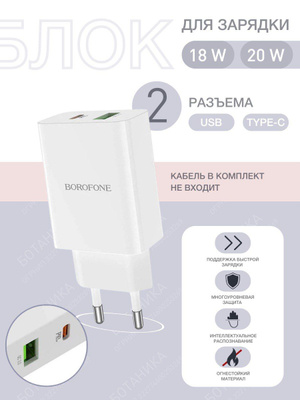 БЛОК
ДЛЯ ЗАРЯДКИ
18 W
20 W
2
РАЗЪЕМА
USB
TYPE-C
КАБЕЛЬ В КОМПЛЕКТ
НЕ ВХОДИТ
BOROFONE
ПОДДЕРЖКА БЫСТРОЙ
ЗАРЯДКИ
МНОГОУРОВНЕВАЯ
ЗАЩИТА
ИНТЕЛЛЕКТУАЛЬНОЕ
РАСПОЗНАВАНИЕ
ОГНЕСТОЙКИЙ
МАТЕРИАЛ